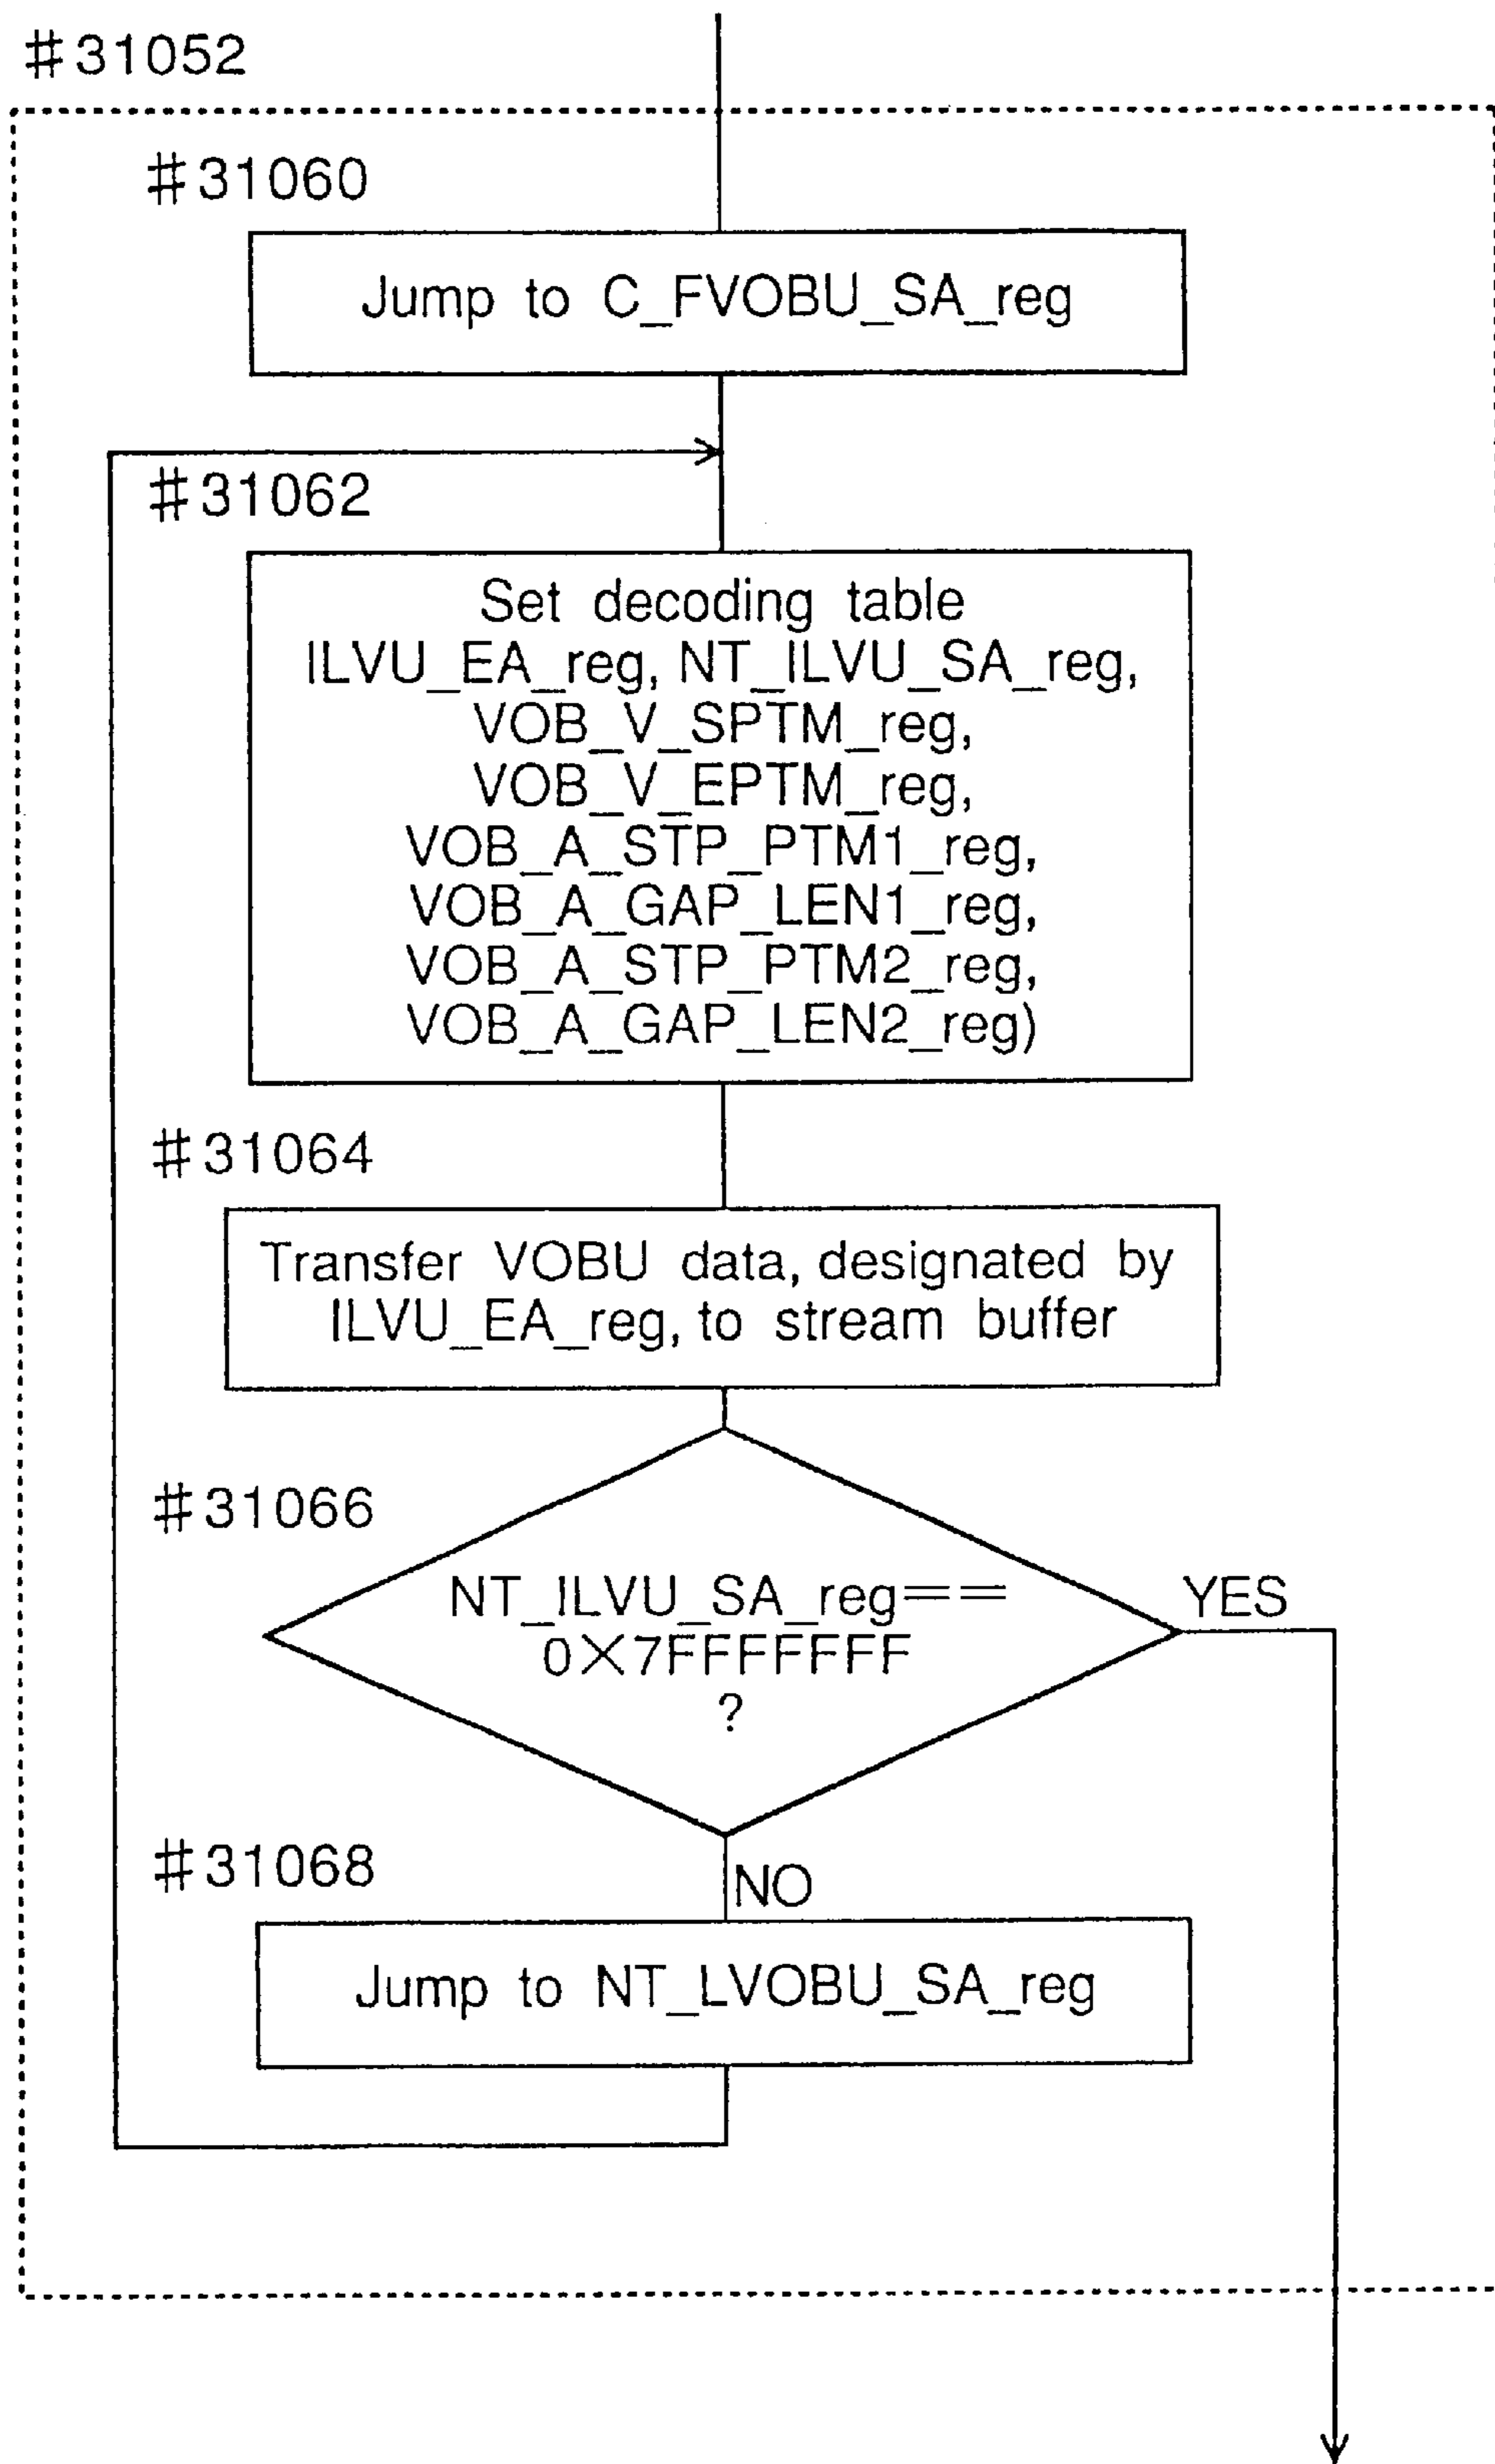 #31052
#31060
Jump to C_FVOBU_SA_reg
#31062
Set decoding table
ILVU_EA_reg, NT_ILVU_SA_reg,
VOB_V_SPTM_reg,
VOB_V_EPTM_reg,
VOB_A_STP_PTM1_reg,
VOB_A_GAP_LEN1_reg,
VOB_A_STP_PTM2_reg,
VOB_A_GAP_LEN2_reg)
#31064
Transfer VOBU data, designated by
ILVU_EA_reg, to stream buffer
#31066
NT_ILVU_SA_reg==
0X7FFFFFFF
?
YES
#31068
NO
Jump to NT_LVOBU_SA_reg